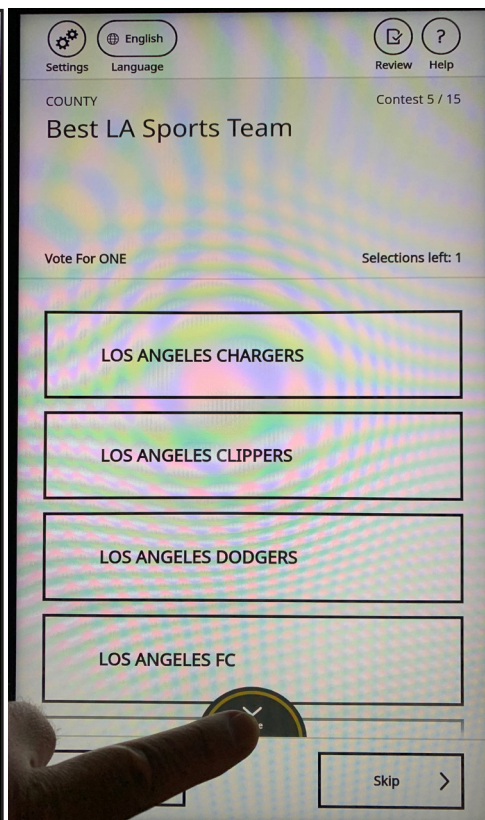 English
Settings
Language
Review
Help
COUNTY
Contest 5 / 15
Best LA Sports Team
Vote For ONE
Selections left: 1
LOS ANGELES CHARGERS
LOS ANGELES CLIPPERS
LOS ANGELES DODGERS
LOS ANGELES FC
Skip